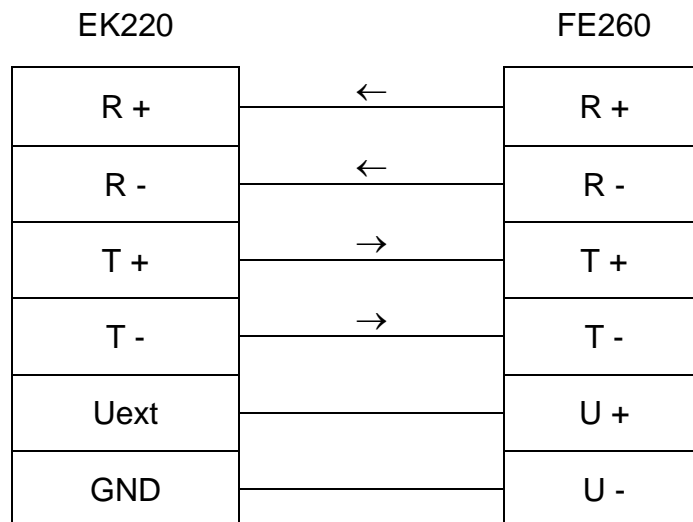 EK220 FE260
R + ← R +
R - ← R -
T + → T +
T - → T -
Uext U +
GND U -